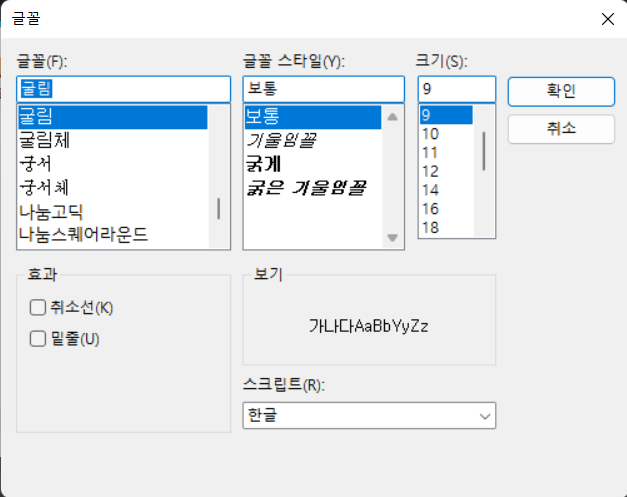 글꼴
글꼴(F):
굴림
굴림
굴림체
궁서
궁서체
나눔고딕
나눔스퀘어라운드
글꼴 스타일(Y):
보통
보통
기울임꼴
굵게
굵은 기울임꼴
크기(S):
9
9
10
11
12
14
16
18
확인
취소
효과
취소선(K)
밑줄(U)
보기
가나다AaBbYyZz
스크립트(R):
한글